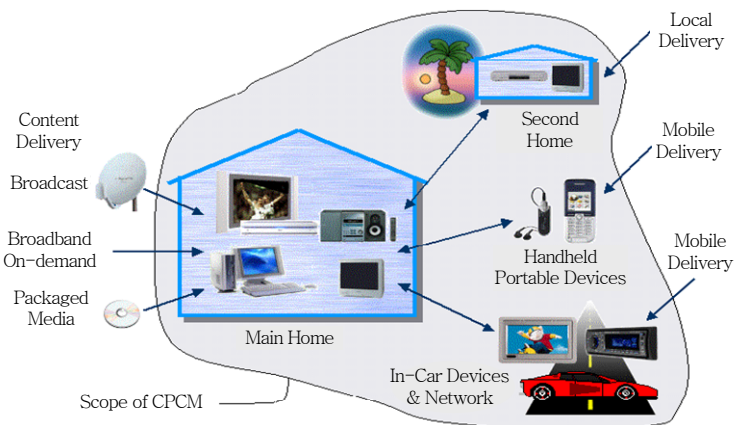 Content
Delivery
Broadcast
Broadband
On-demand
Packaged
Media
Main Home
Scope of CPCM
Second
Home
Local
Delivery
Mobile
Delivery
Handheld
Portable Devices
Mobile
Delivery
In-Car Devices
& Network